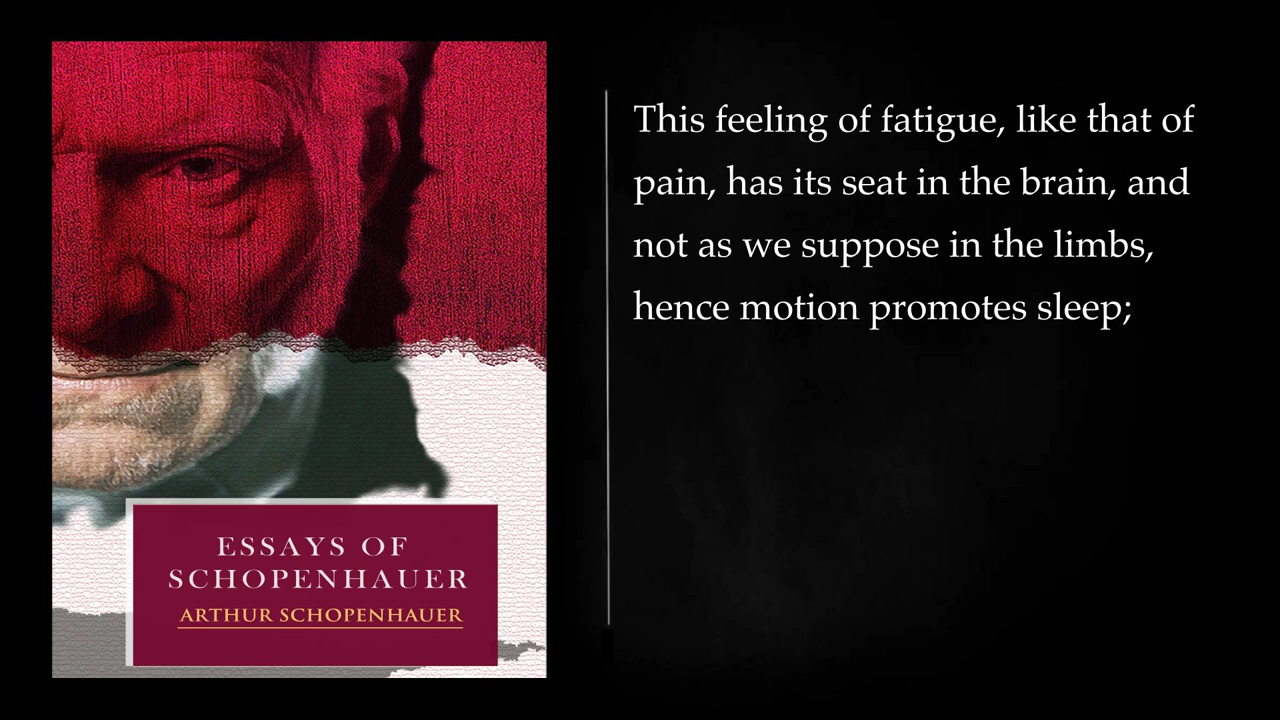 ESSAYS OF
SCHOPENHAUER
ARTHUR SCHOPENHAUER
This feeling of fatigue, like that of
pain, has its seat in the brain, and
not as we suppose in the limbs,
hence motion promotes sleep;